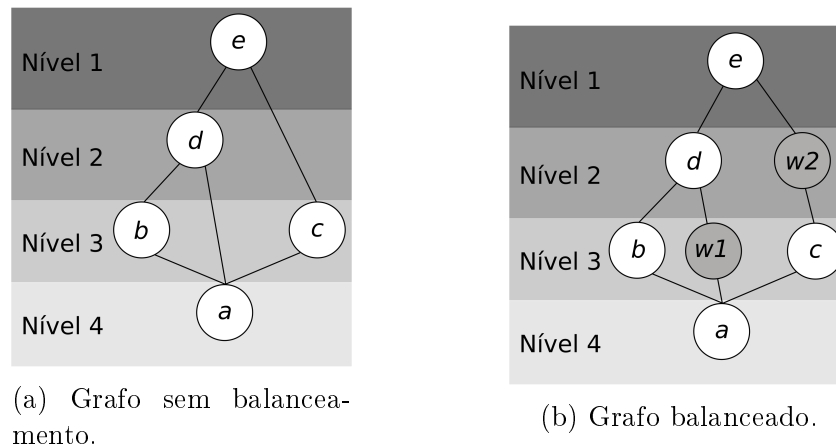 Nível 1
e
Nível 2
d
Nível 3
b
c
Nível 4
a
(a) Grafo sem balancea-
mento.
Nível 1
e
Nível 2
d
w2
Nível 3
b
w1
c
Nível 4
a
(b) Grafo balanceado.